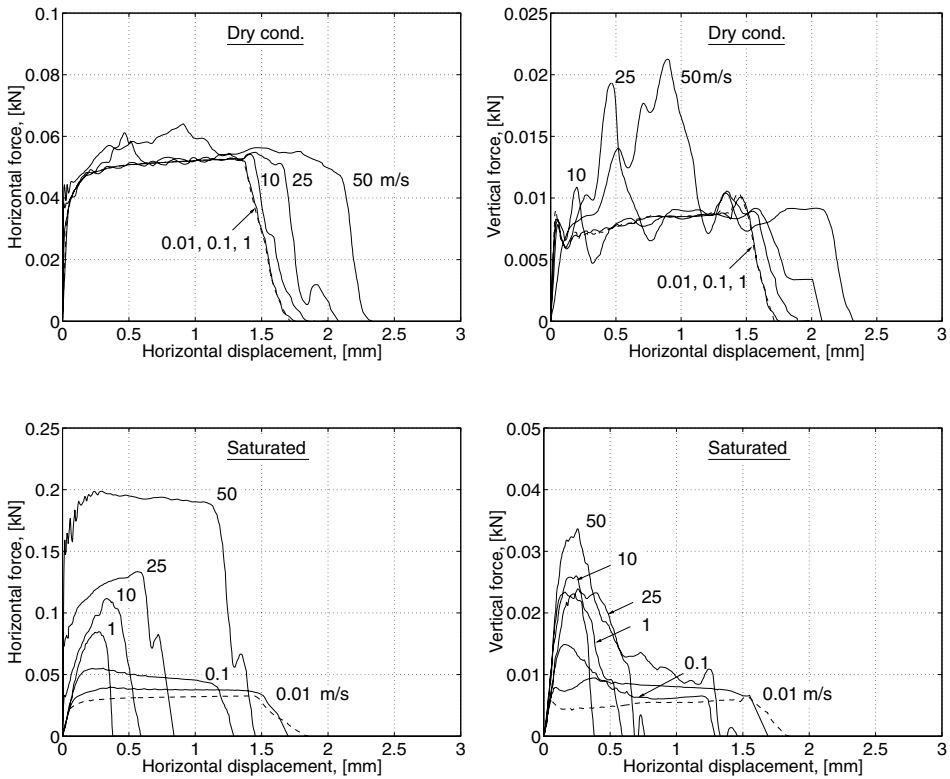 Dry cond.
Horizontal force, [kN]
0.1
0.08
0.06
0.04
0.02
0
10
25
50 m/s
0.01, 0.1, 1
0 0.5 1 1.5 2 2.5 3
Horizontal displacement, [mm]
Dry cond.
Vertical force, [kN]
0.025
0.02
0.015
0.01
0.005
0
25
50m/s
10
0.01, 0.1, 1
0 0.5 1 1.5 2 2.5 3
Horizontal displacement, [mm]
Saturated
Horizontal force, [kN]
0.25
0.2
0.15
0.1
0.05
0
50
25
10
1
0.1
0.01 m/s
0 0.5 1 1.5 2 2.5 3
Horizontal displacement, [mm]
Saturated
Vertical force, [kN]
0.05
0.04
0.03
0.02
0.01
0
50
10
25
1
0.1
0.01 m/s
0 0.5 1 1.5 2 2.5 3
Horizontal displacement, [mm]